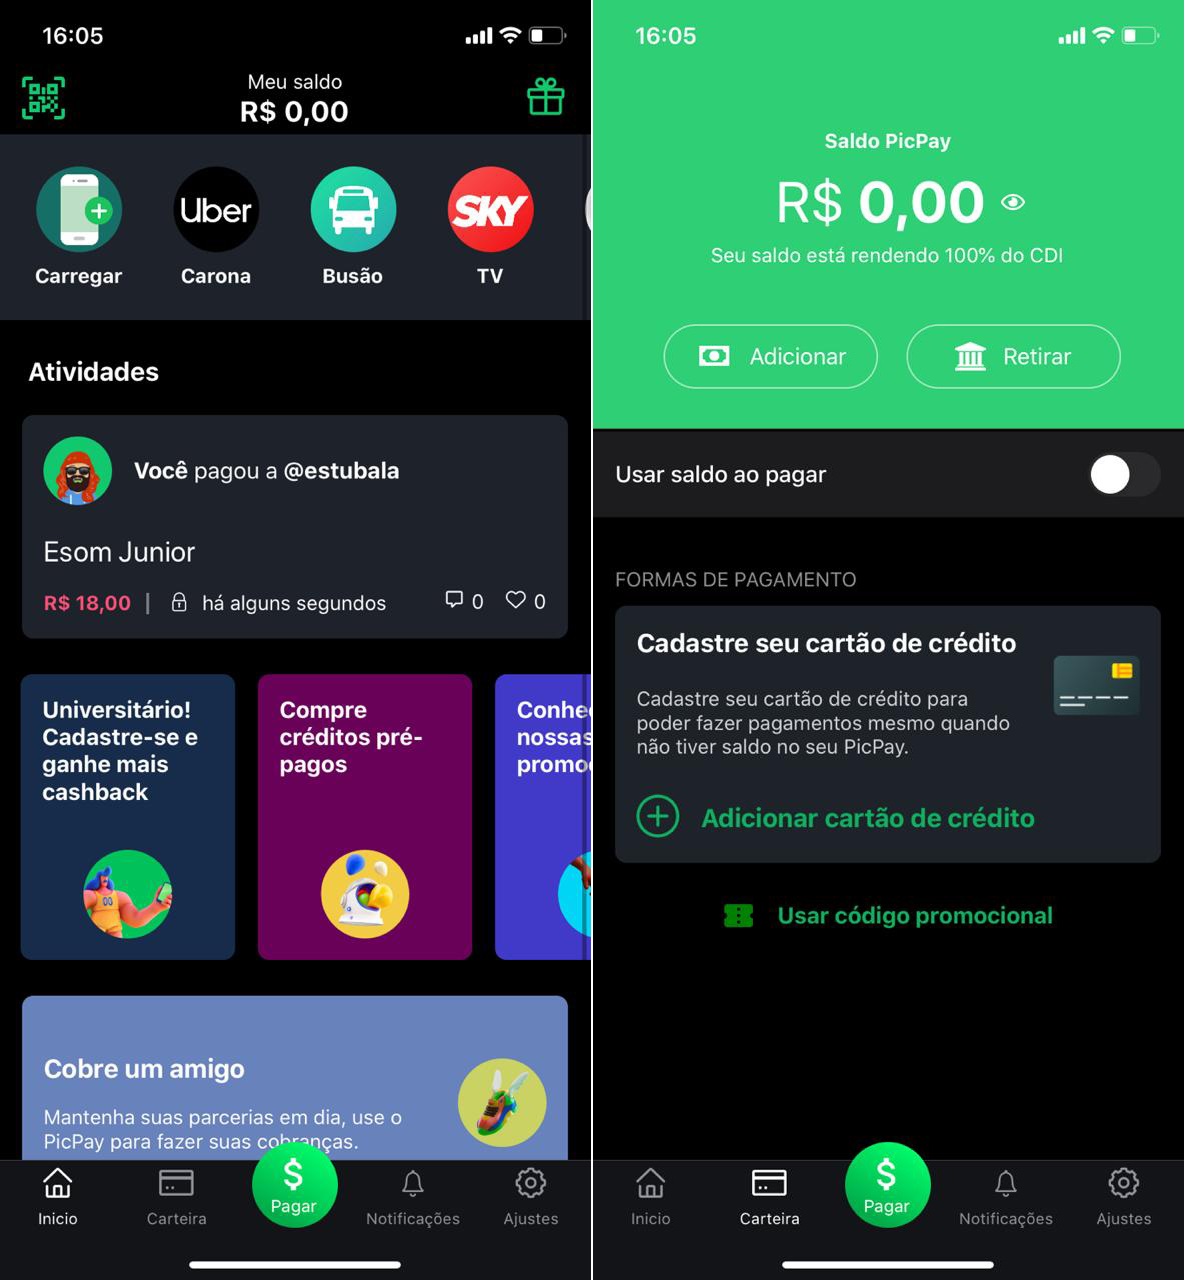 16:05
Meu saldo
R$ 0,00
Uber
SKY
Carregar
Carona
Busão
TV
Atividades
Você pagou a @estubala
Esom Junior
R$ 18,00 | há alguns segundos
0
0
Universitário!
Cadastre-se e
ganhe mais
cashback
00
Compre
créditos pré-
pagos
Conhe
nossas
promo
Cobre um amigo
Mantenha suas parcerias em dia, use o
PicPay para fazer suas cobranças.
Inicio
Carteira
$
Pagar
Notificações
Ajustes
16:05
Saldo PicPay
R$ 0,00
Seu saldo está rendendo 100% do CDI
Adicionar
Retirar
Usar saldo ao pagar
FORMAS DE PAGAMENTO
Cadastre seu cartão de crédito
Cadastre seu cartão de crédito para
poder fazer pagamentos mesmo quando
não tiver saldo no seu PicPay.
Adicionar cartão de crédito
Usar código promocional
Inicio
Carteira
$
Pagar
Notificações
Ajustes